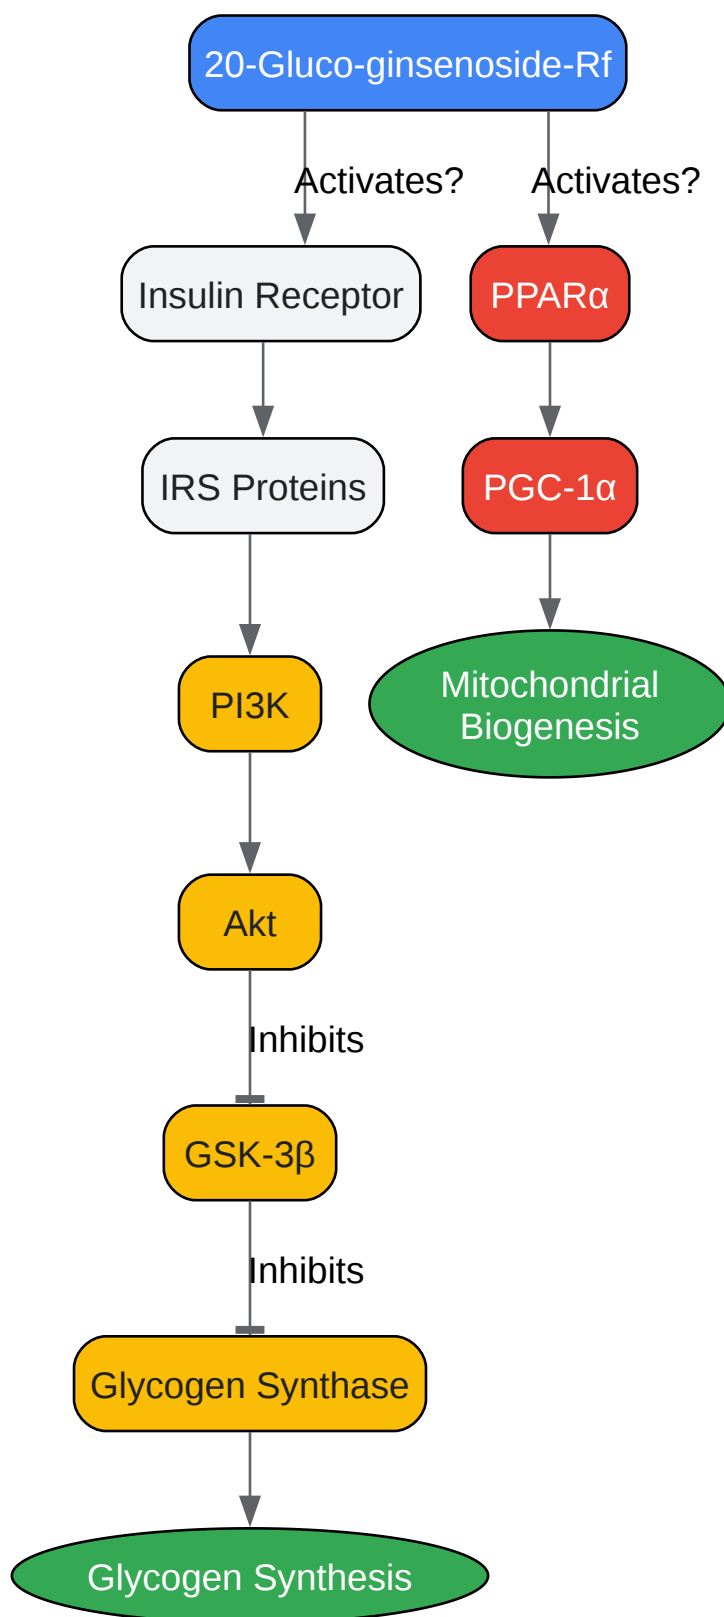 20-Gluco-ginsenoside-Rf
Activates?
Activates?
Insulin Receptor
PPARα
IRS Proteins
PGC-1α
PI3K
Mitochondrial
Biogenesis
Akt
Inhibits
GSK-3β
Inhibits
Glycogen Synthase
Glycogen Synthesis